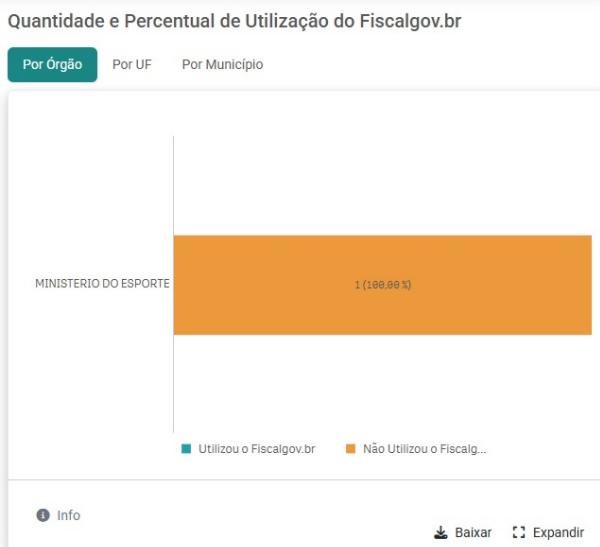 Quantidade e Percentual de Utilização do Fiscalgov.br
Por Órgão Por UF Por Município
MINISTERIO DO ESPORTE 1 (100,00 %)
Utilizou o Fiscalgov.br Não Utilizou o Fiscalg...
Info
Baixar Expandir